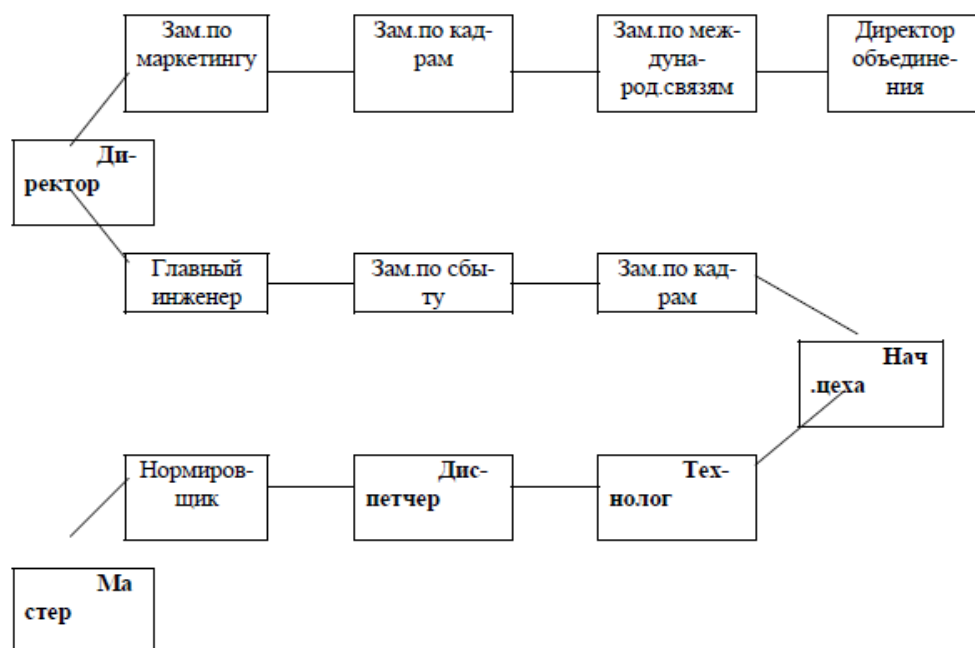 Зам.по
маркетингу
Зам.по кад-
рам
Зам.по меж-
дуна-
род.связям
Директор
объедине-
ния
Ди-
ректор
Главный
инженер
Зам.по сбы-
ту
Зам.по кад-
рам
Нач
.цеха
Нормиров-
щик
Дис-
петчер
Тех-
нолог
Ма
стер